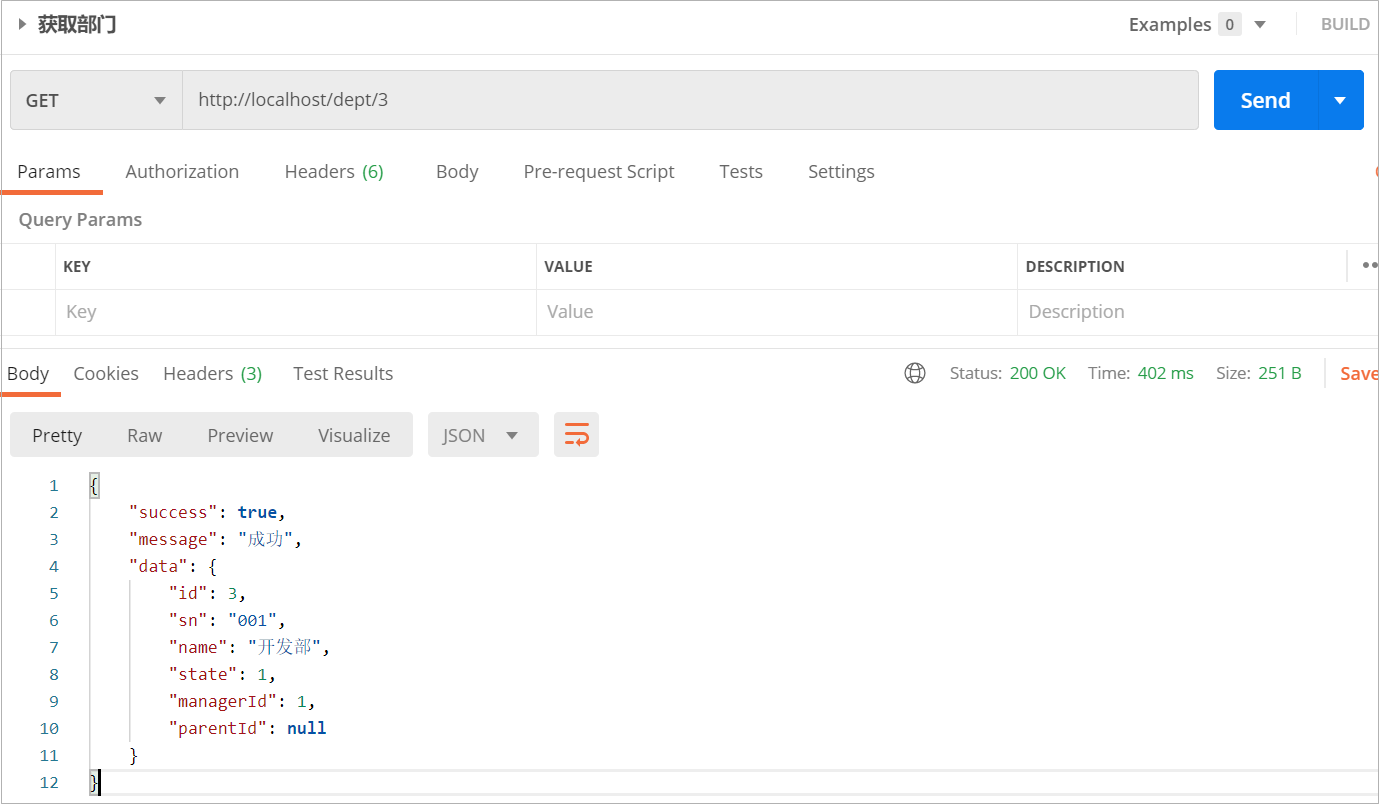 获取部门 Examples 0 BUILD
GET http://localhost/dept/3 Send
Params Authorization Headers (6) Body Pre-request Script Tests Settings
Query Params
KEY VALUE DESCRIPTION
Key Value Description
Body Cookies Headers (3) Test Results Status: 200 OK Time: 402 ms Size: 251 B Save
Pretty Raw Preview Visualize JSON
1 {
2 "success": true,
3 "message": "成功",
4 "data": {
5 "id": 3,
6 "sn": "001",
7 "name": "开发部",
8 "state": 1,
9 "managerId": 1,
10 "parentId": null
11 }
12 }